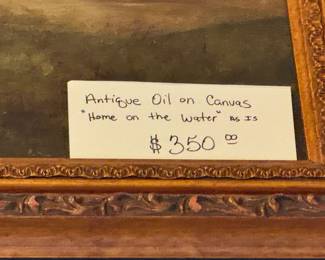 Antique Oil on Canvas
"Home on the Water" As Is
$350 00